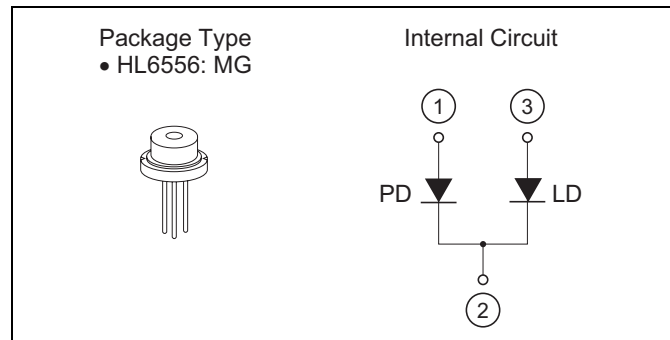 Package Type
• HL6556: MG
Internal Circuit
1
3
PD
LD
2